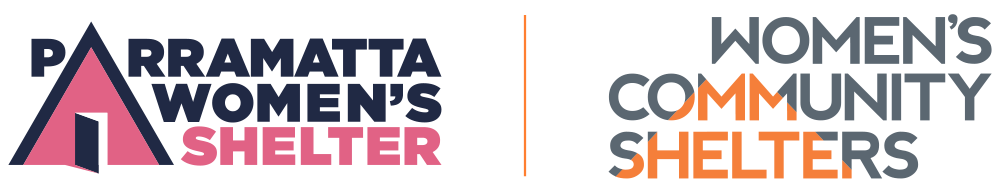 PARRAMATTA
WOMEN'S
SHELTER
WOMEN'S
COMMUNITY
SHELTERS